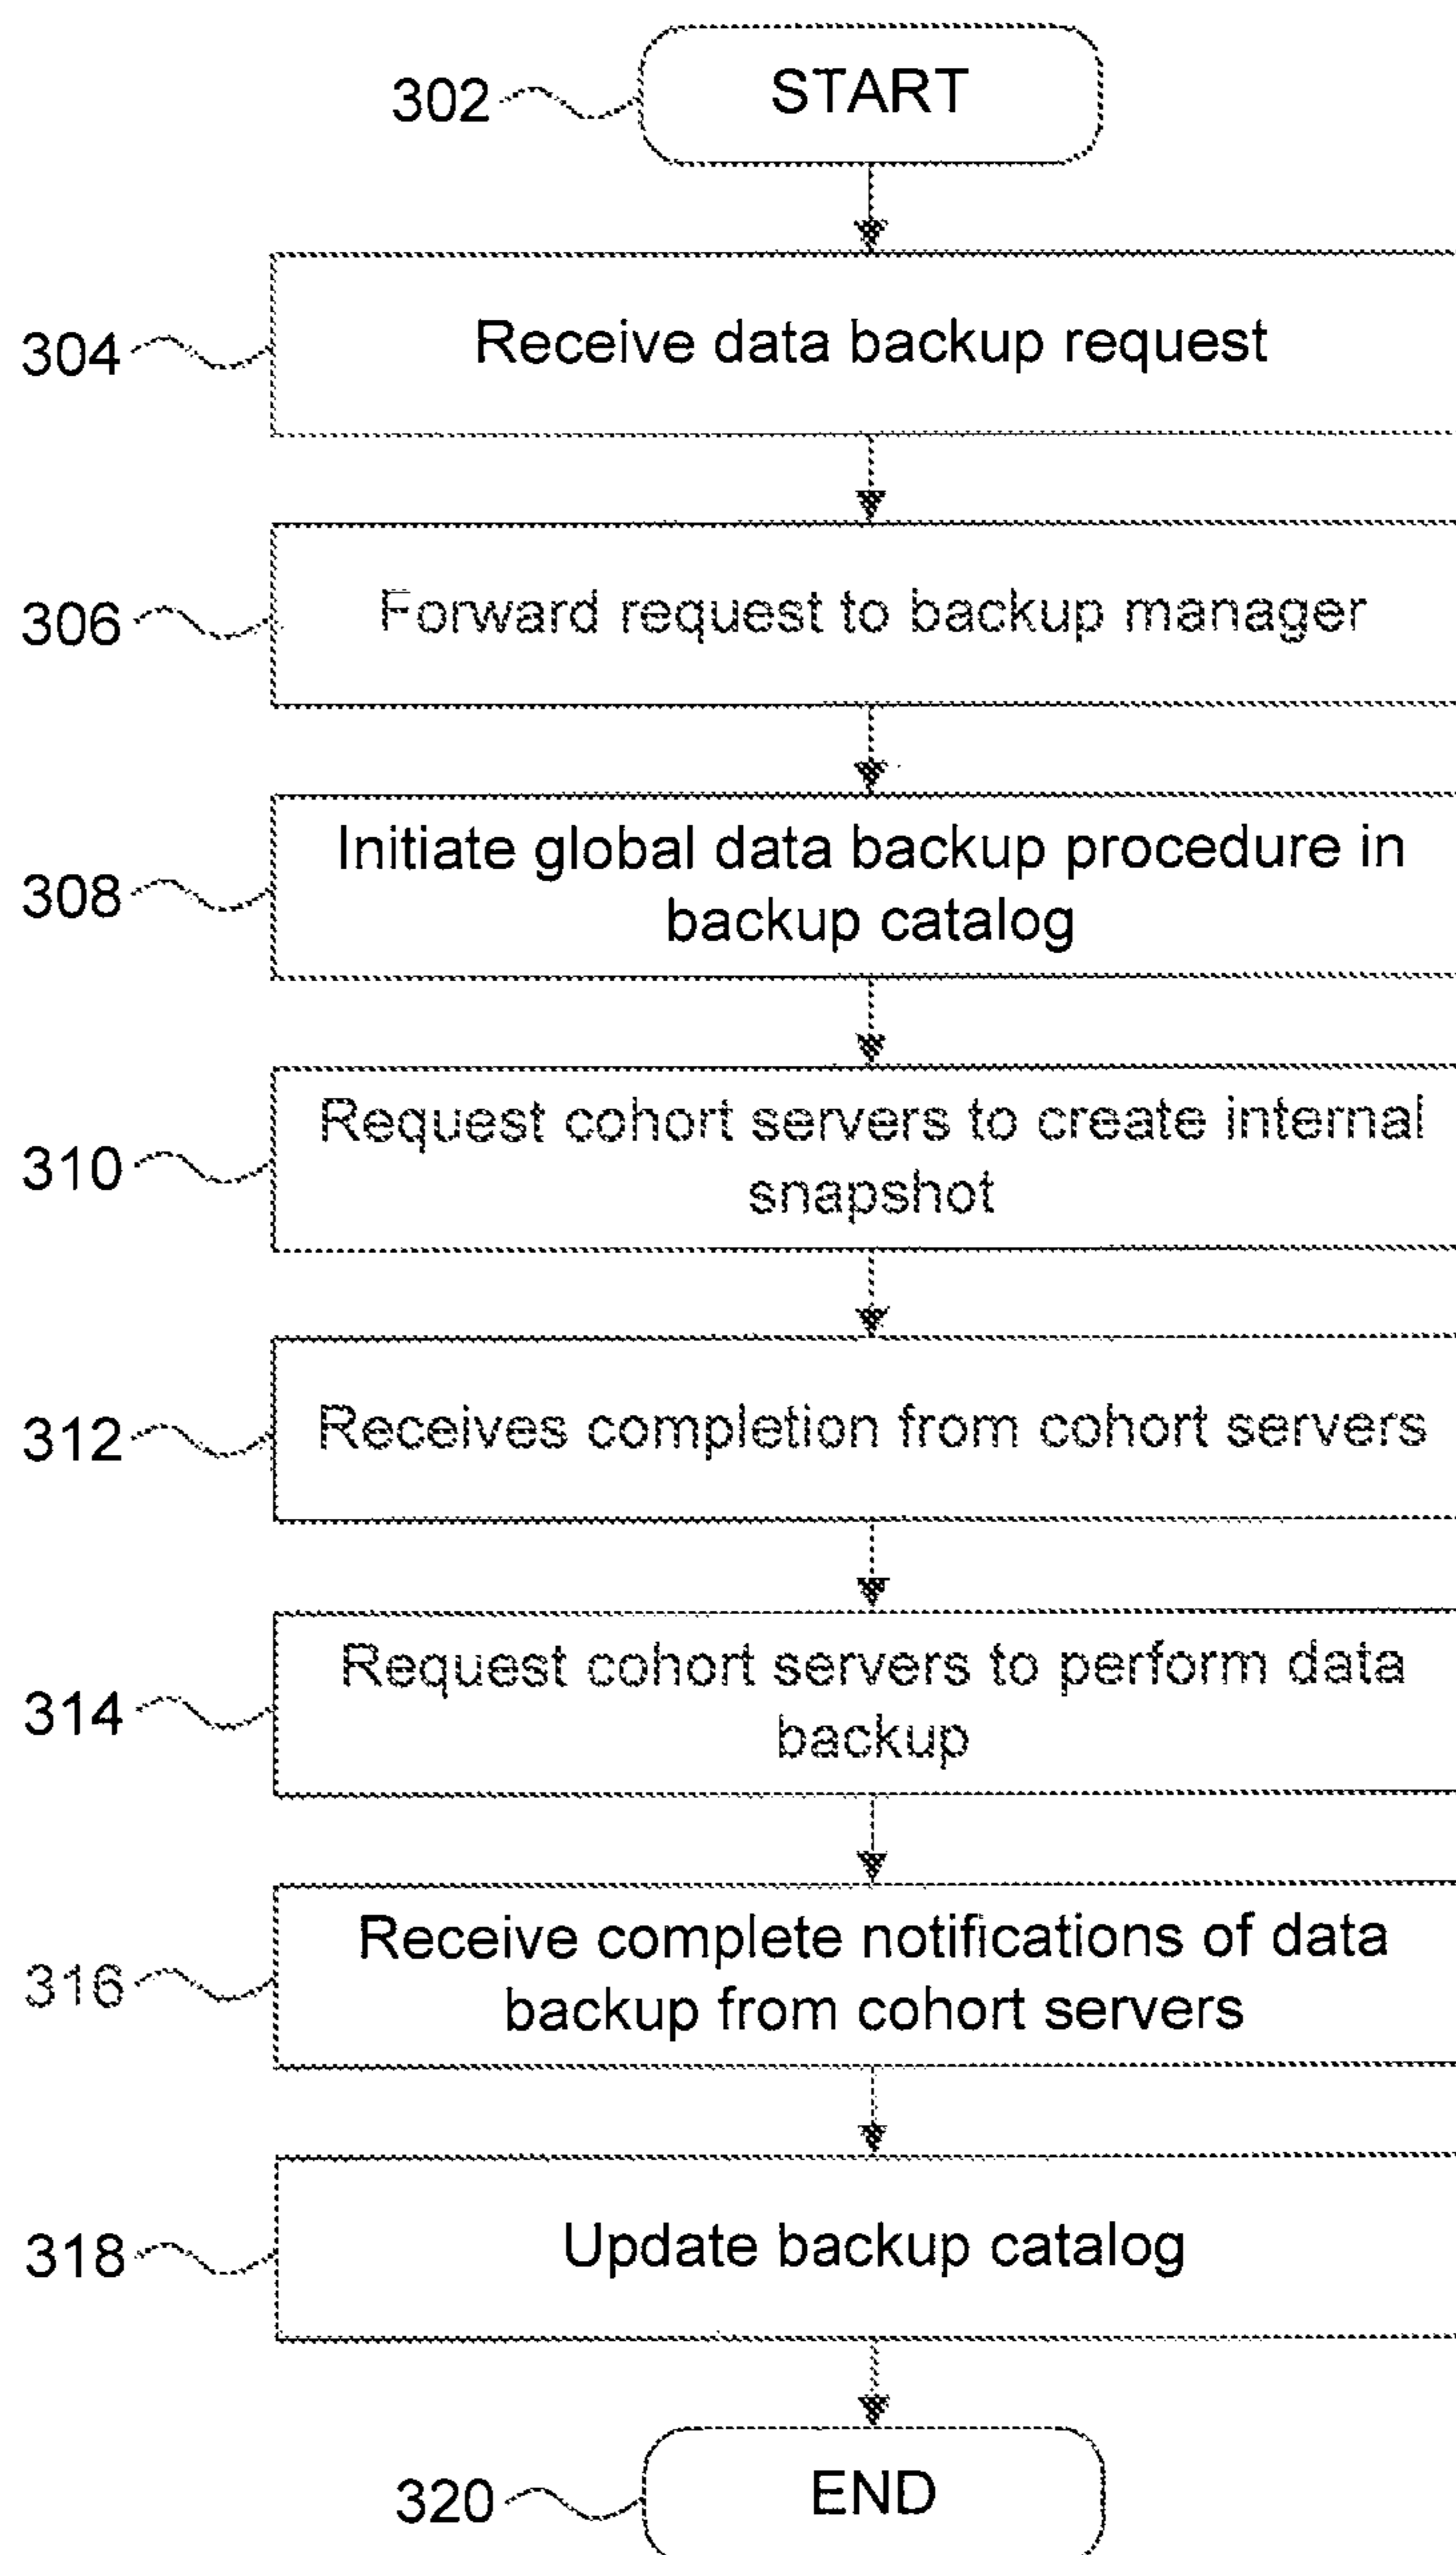 302
START
304
Receive data backup request
306
Forward request to backup manager
308
Initiate global data backup procedure in
backup catalog
310
Request cohort servers to create internal
snapshot
312
Receives completion from cohort servers
314
Request cohort servers to perform data
backup
316
Receive complete notifications of data
backup from cohort servers
318
Update backup catalog
320
END